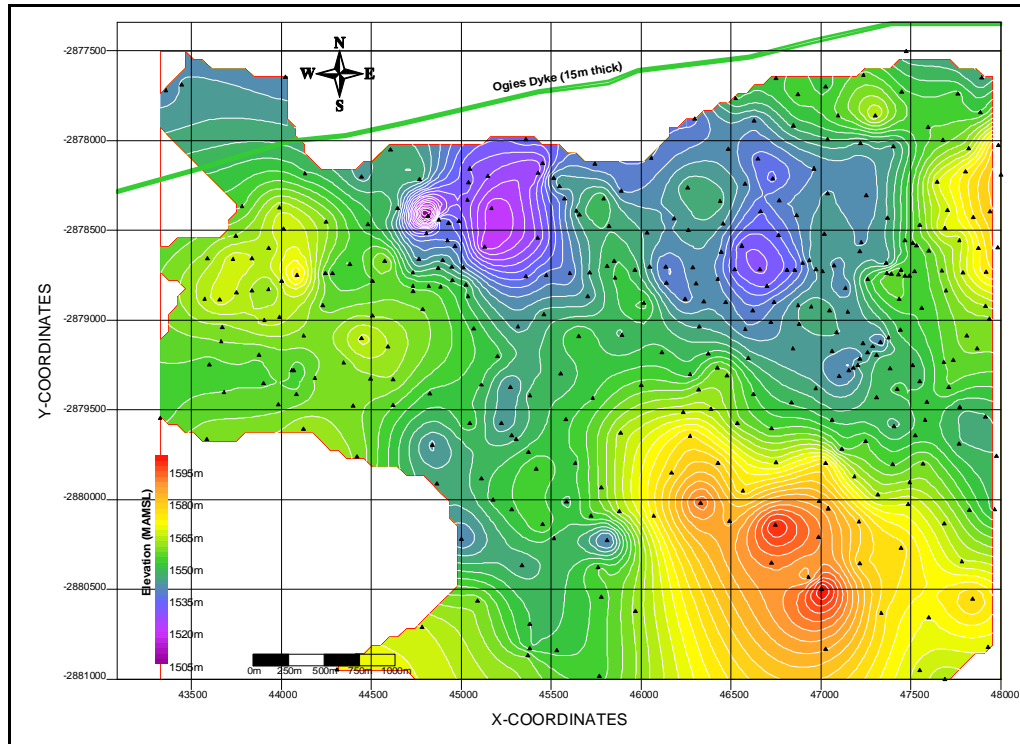 N
W E
S
Ogies Dyke (15m thick)
-2877500
-2878000
-2878500
-2879000
-2879500
-2880000
-2880500
-2881000
Y-COORDINATES
Elevation (MAMSL)
1595m
1580m
1565m
1550m
1535m
1520m
1505m
0m 250m 500m 750m 1000m
43500 44000 44500 45000 45500 46000 46500 47000 47500 48000
X-COORDINATES